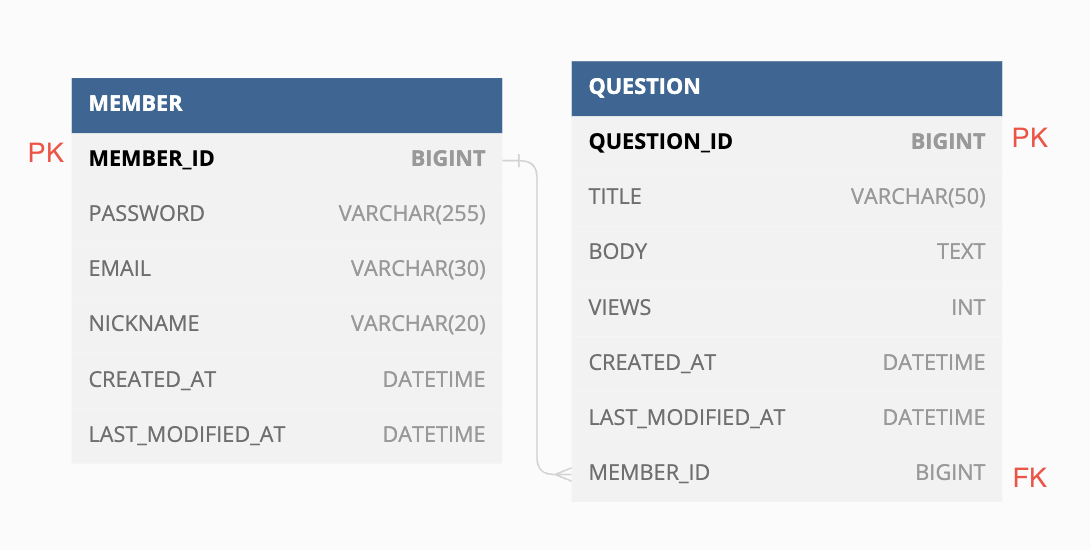 MEMBER
PK MEMBER_ID BIGINT
PASSWORD VARCHAR(255)
EMAIL VARCHAR(30)
NICKNAME VARCHAR(20)
CREATED_AT DATETIME
LAST_MODIFIED_AT DATETIME
QUESTION
QUESTION_ID BIGINT PK
TITLE VARCHAR(50)
BODY TEXT
VIEWS INT
CREATED_AT DATETIME
LAST_MODIFIED_AT DATETIME
MEMBER_ID BIGINT FK